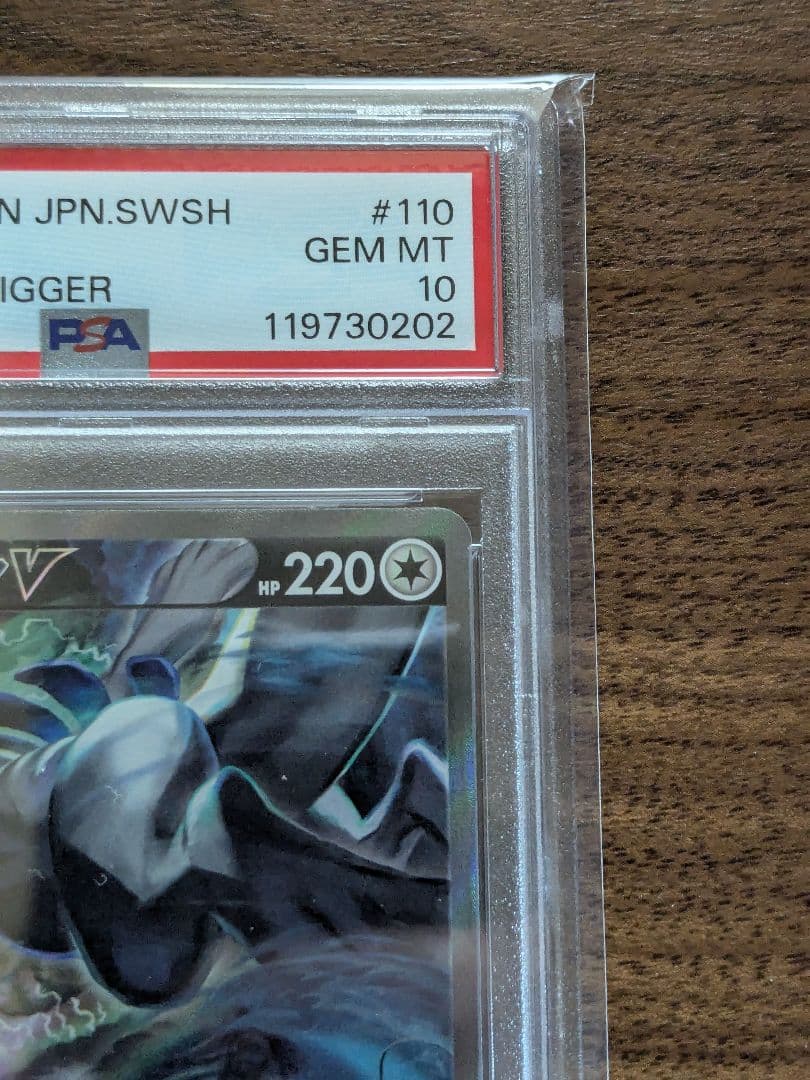 N JPN.SWSH #110
GEM MT
IGGER 10
PSA 119730202
V HP 220